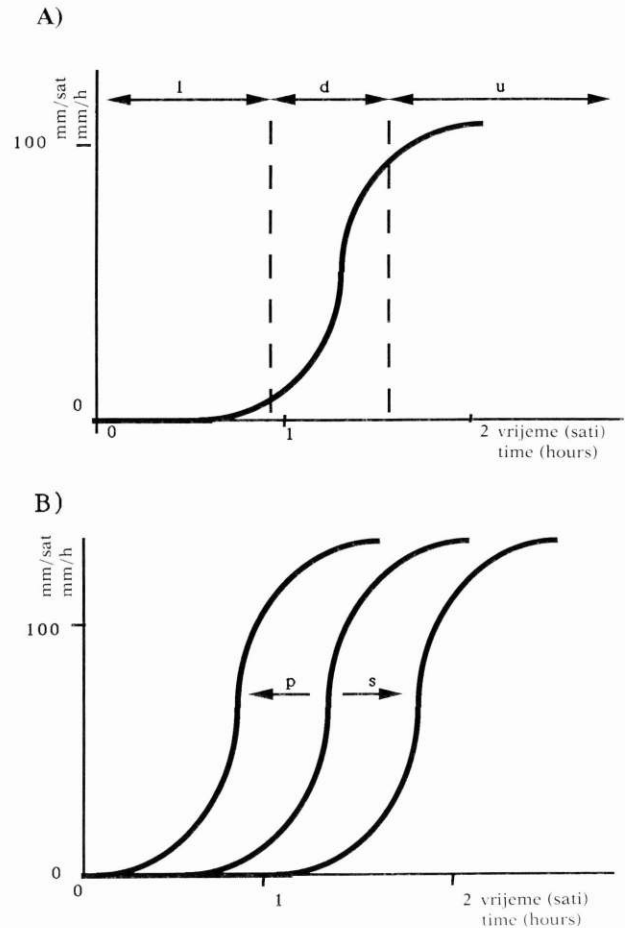 A)
mm/sat
mm/h
l d u
100
0
0 1 2 vrijeme (sati)
time (hours)
B)
mm/sat
mm/h
100
p s
0
0 1 2 vrijeme (sati)
time (hours)